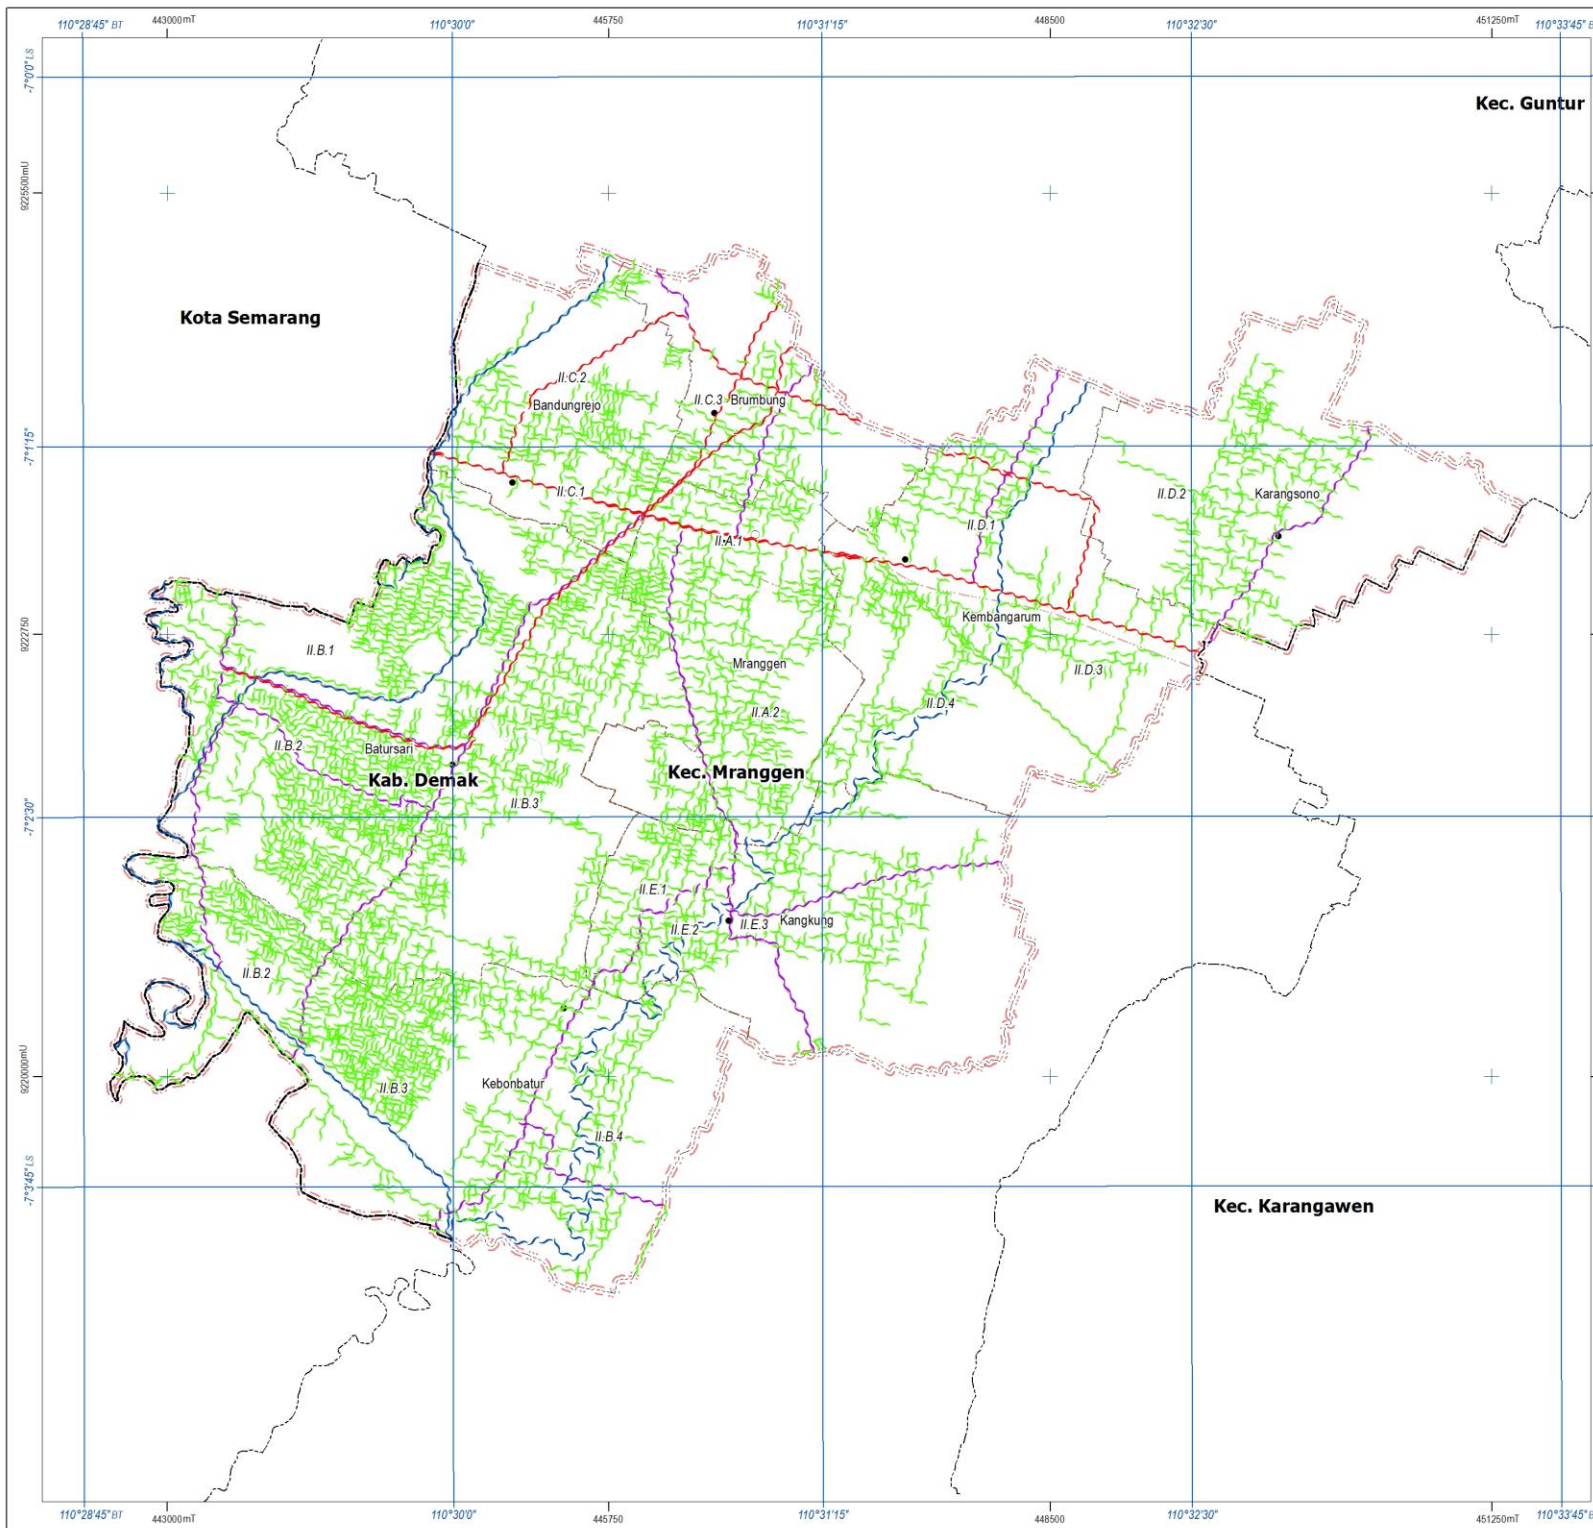 110°28'45" BT
443000mT
110°30'0"
445750
110°31'15"
448500
110°32'30"
451250mT
110°33'45" B
-7°0'0" LS
Kec. Guntur
9225500mU
Kota Semarang
II.C.2
Bandungrejo
II.C.3 Brumbung
-7°1'15"
II.C.1
II.D.2
Karangsono
II.D.1
II.A.1
Kembangarum
9222750
II.B.1
Mranggen
II.D.3
II.D.4
II.A.2
II.B.2
Batursari
Kab. Demak
Kec. Mranggen
II.B.3
-7°2'30"
II.E.1
II.E.2
II.E.3
Kangkung
II.B.2
9220000mU
Kebonbatur
II.B.3
II.B.4
-7°3'45" LS
Kec. Karangawen
110°28'45" BT
443000mT
110°30'0"
445750
110°31'15"
448500
110°32'30"
451250mT
110°33'45" B